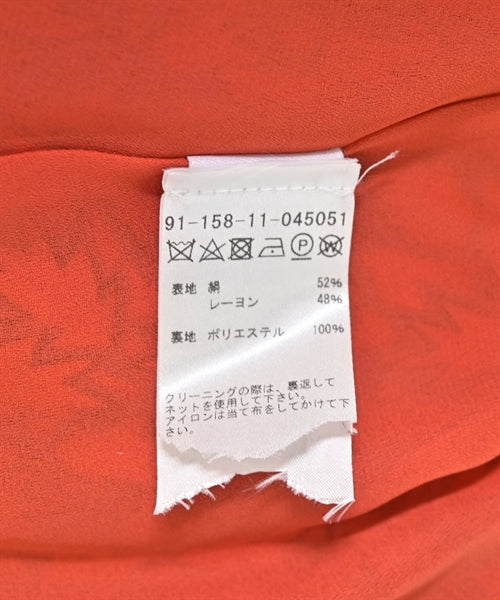 91-158-11-045051
P W
表地 絹 52%
レーヨン 48%
裏地 ポリエステル 100%
クリーニングの際は、裏返して
ネットを使用して下さい。
アイロンは当て布をしてかけて下
さい。